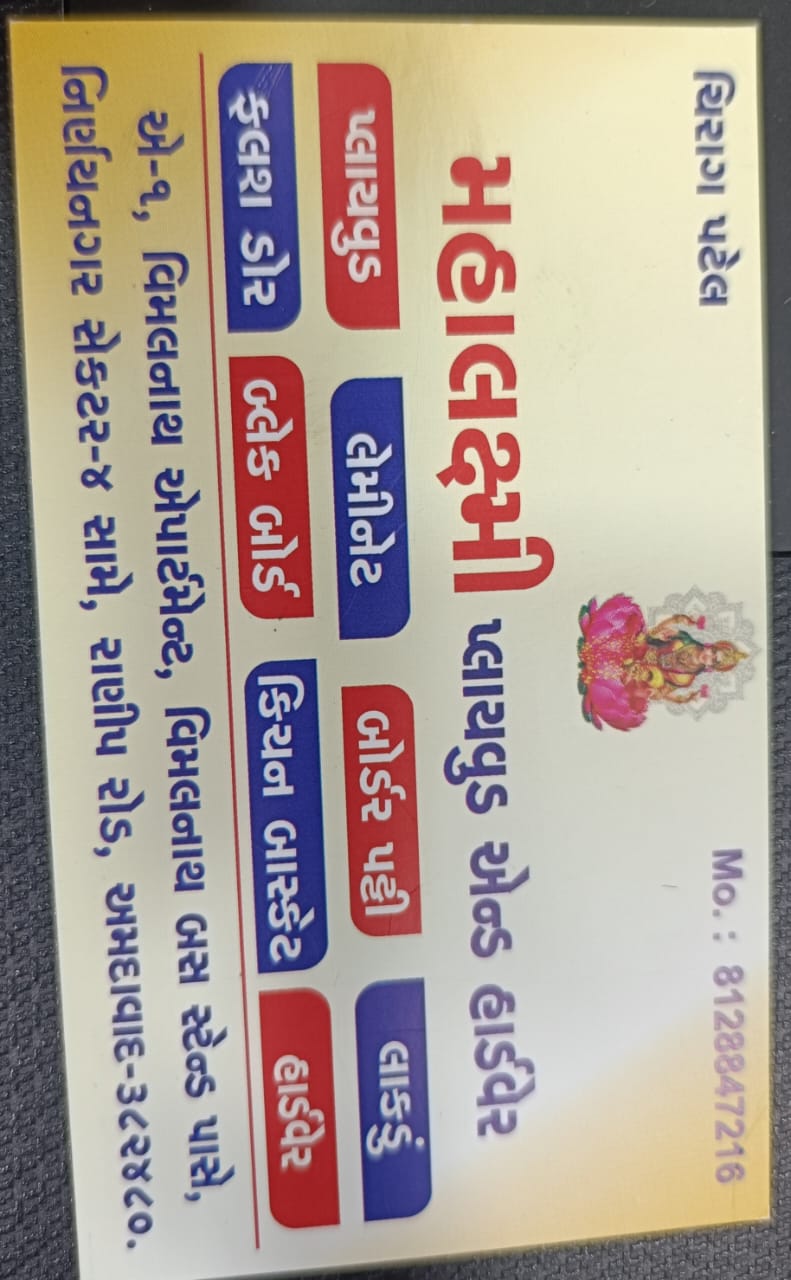 ચિરાગ પટેલ
Mo.: 8128847216
મહાલક્ષ્મી પ્લાયવુડ એન્ડ હાર્ડવેર
પ્લાયવુડ લેમીનેટ બોર્ડર પટ્ટી લાકડું
ફ્લશ ડોર બ્લેક બોર્ડ કિચન બાસ્કેટ હાર્ડવેર
એ-૧, વિમલનાથ એપાર્ટમેન્ટ, વિમલનાથ બસ સ્ટેન્ડ પાસે,
નિર્ણયનગર સેક્ટર-૪ સામે, રાણીપ રોડ, અમદાવાદ-૩૮૨૪૮૦.